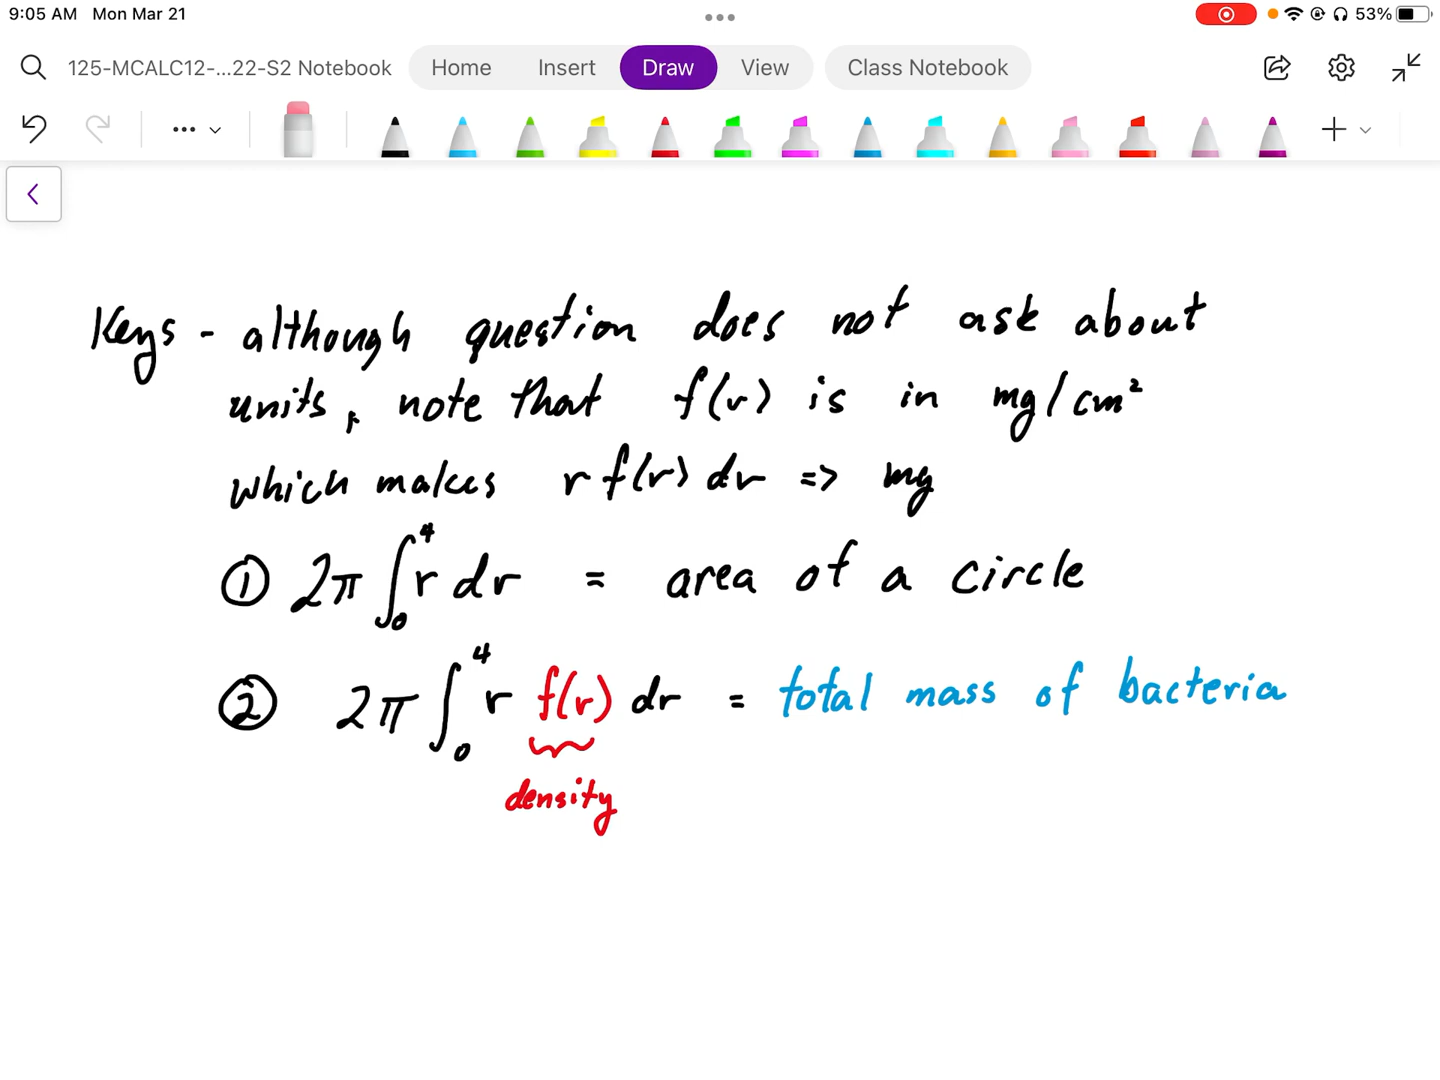 9:05 AM Mon Mar 21
53%
125-MCALC12-...22-S2 Notebook Home Insert Draw View Class Notebook
Keys - although question does not ask about
units, note that f(r) is in mg/cm²
which makes r f(r) dr => mg
① 2π ∫₀⁴ r dr = area of a circle
② 2π ∫₀⁴ r f(r) dr = total mass of bacteria
density